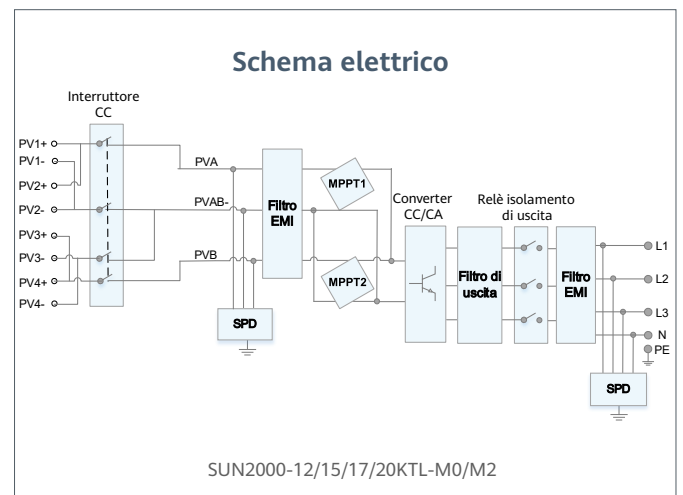 Schema elettrico
Interruttore
CC
PV1+
PV1-
PV2+
PV2-
PV3+
PV3-
PV4+
PV4-
PVA
PVAB-
PVB
Filtro
EMI
SPD
MPPT1
MPPT2
Converter
CC/CA
Filtro di
uscita
Relè isolamento
di uscita
Filtro
EMI
L1
L2
L3
N
PE
SPD
SUN2000-12/15/17/20KTL-M0/M2